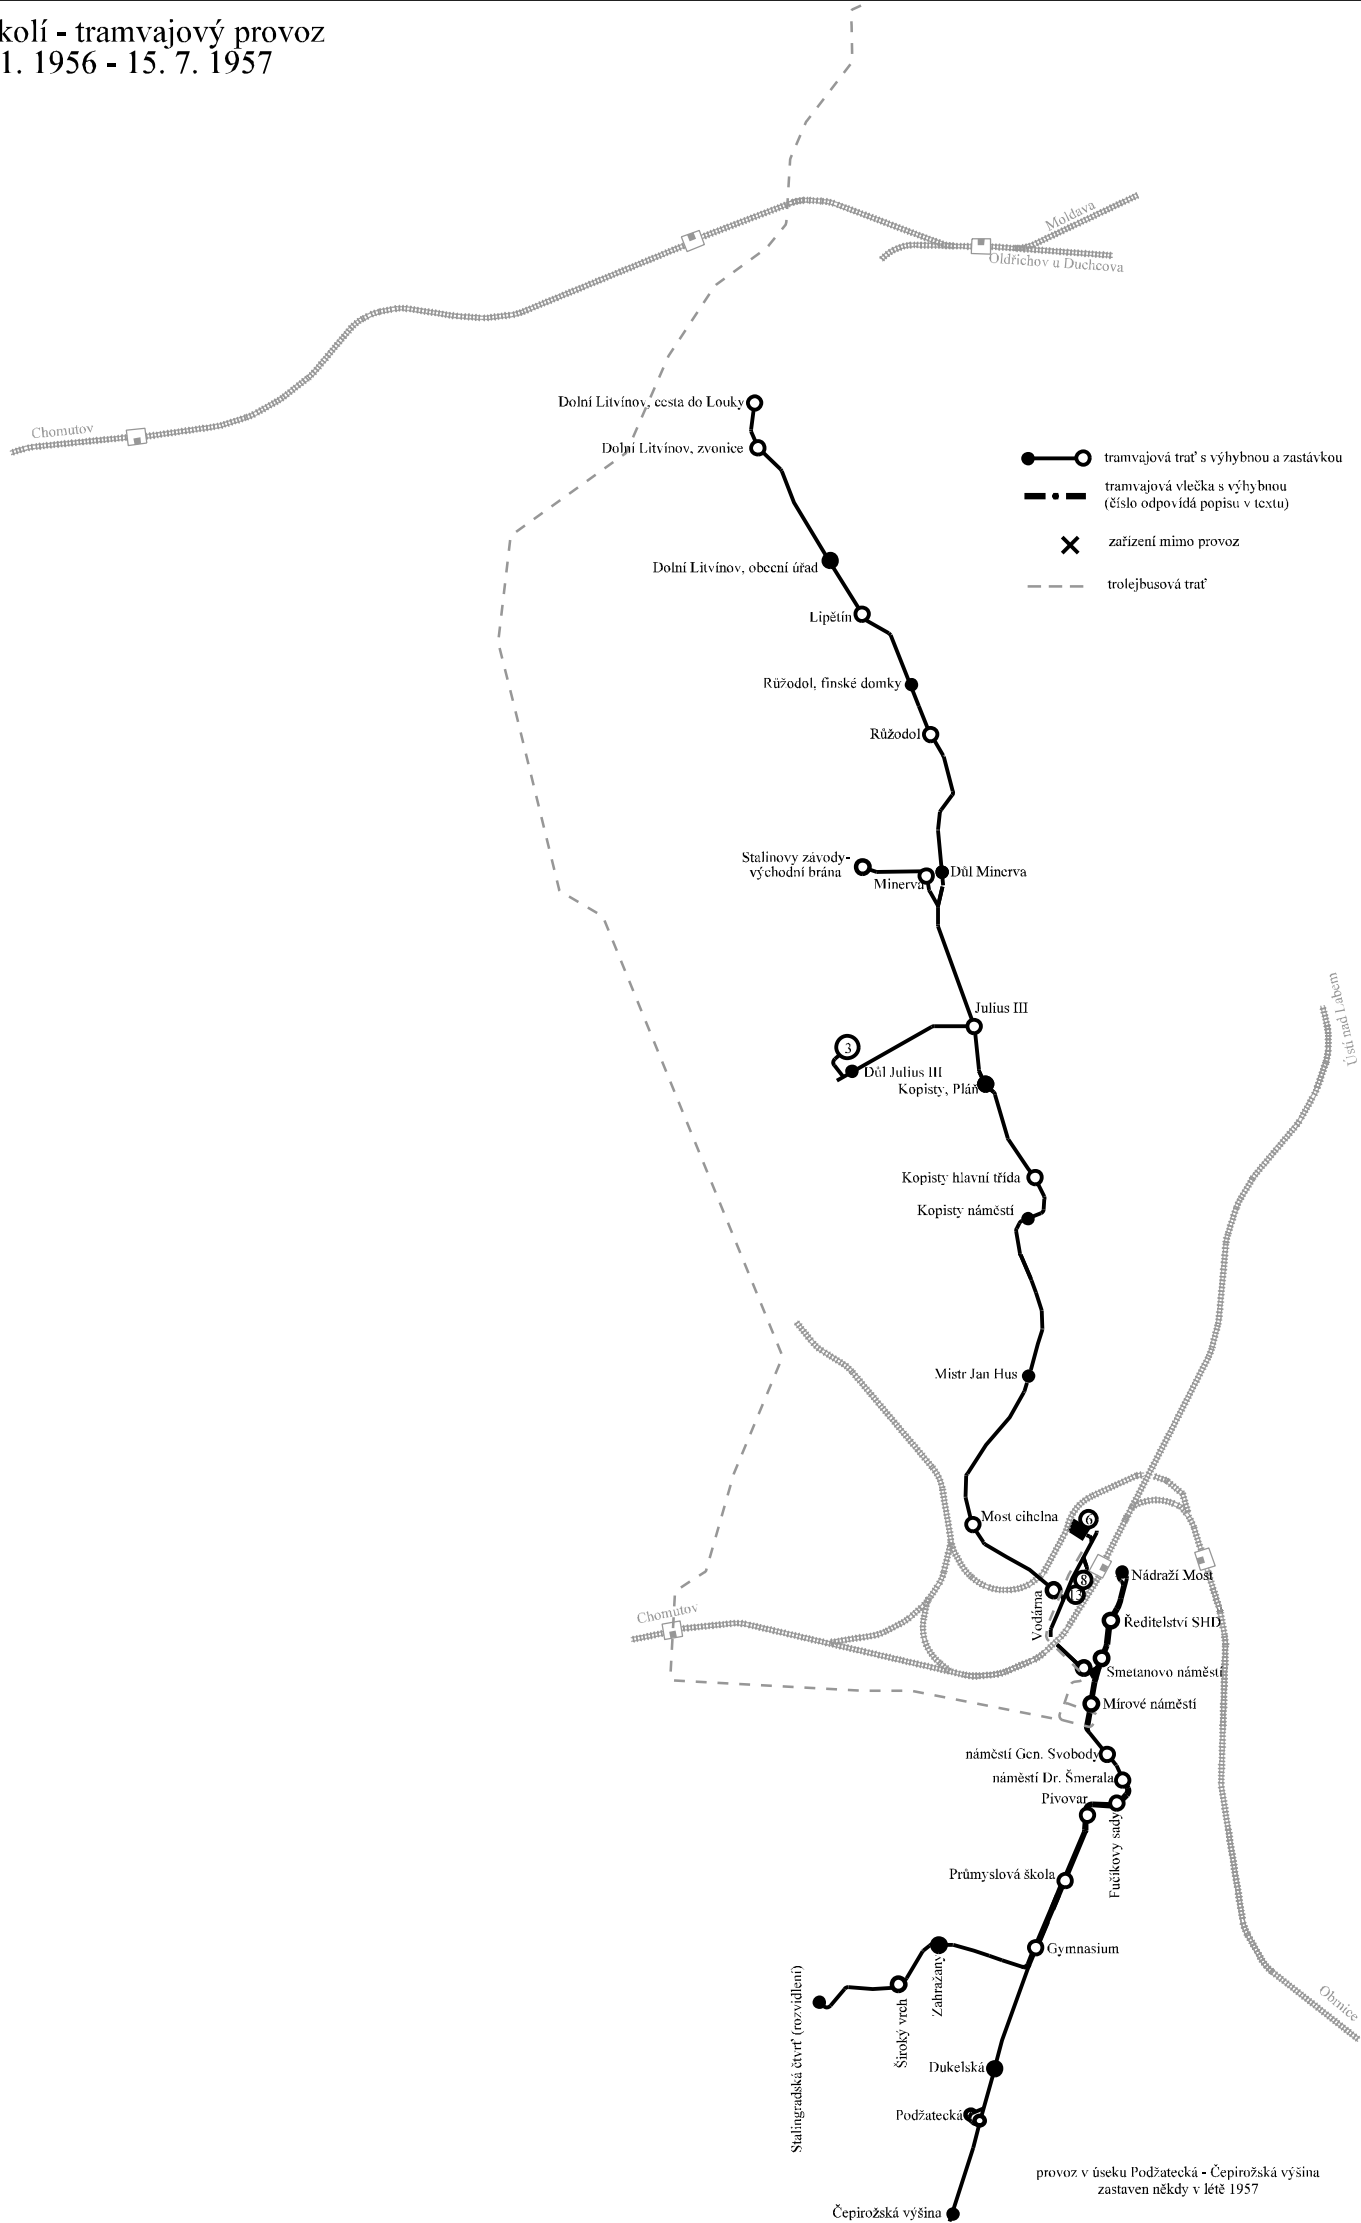 kolí - tramvajový provoz
1. 1956 - 15. 7. 1957
Moldava
Oldřichov u Duchcova
Chomutov
Dolní Litvínov, cesta do Louky
Dolní Litvínov, zvonice
tramvajová trať s výhybnou a zastávkou
tramvajová vlečka s výhybnou
(číslo odpovídá popisu v textu)
zařízení mimo provoz
trolejbusová trať
Dolní Litvínov, obecní úřad
Lipětín
Růžodol, finské domky
Růžodol
Stalinovy závody-
východní brána
Minerva
Důl Minerva
Julius III
3
Důl Julius III
Kopisty, Pláň
Ústí nad Labem
Kopisty hlavní třída
Kopisty náměstí
Mistr Jan Hus
Most cihelna
6
8
13
Nádraží Most
Vodárna
Chomutov
Ředitelství SHD
Smetanovo náměstí
Mírové náměstí
náměstí Gen. Svobody
náměstí Dr. Šmerala
Pivovar
Fučíkovy sady
Průmyslová škola
Gymnasium
Zahražany
Široký vrch
Stalingradská čtvrť (rozvidlení)
Obrnice
Dukelská
Podžatecká
provoz v úseku Podžatecká - Čepirožská výšina
zastaven někdy v létě 1957
Čepirožská výšina